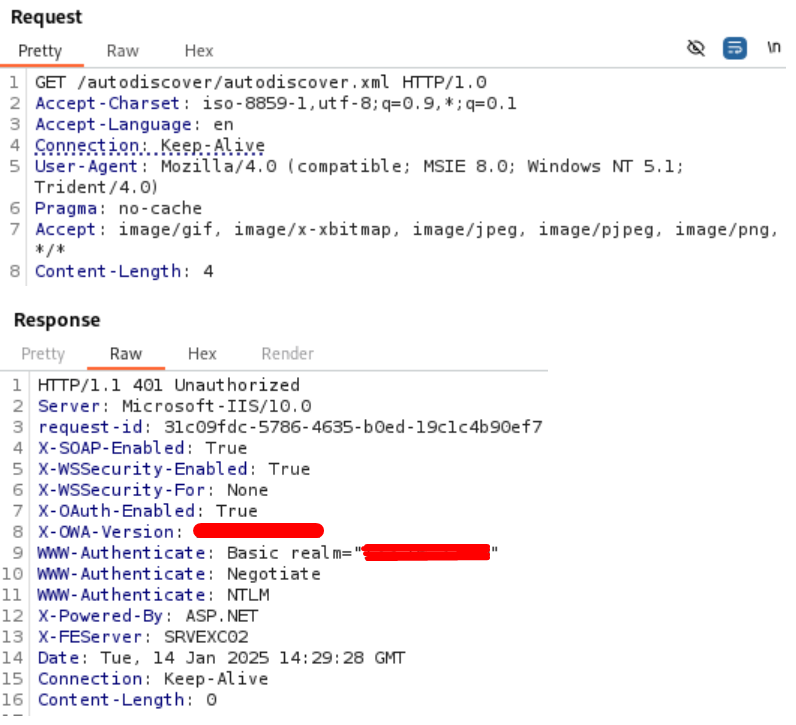 Request
Pretty Raw Hex \n
1 GET /autodiscover/autodiscover.xml HTTP/1.0
2 Accept-Charset: iso-8859-1,utf-8;q=0.9,*;q=0.1
3 Accept-Language: en
4 Connection: Keep-Alive
5 User-Agent: Mozilla/4.0 (compatible; MSIE 8.0; Windows NT 5.1;
Trident/4.0)
6 Pragma: no-cache
7 Accept: image/gif, image/x-xbitmap, image/jpeg, image/pjpeg, image/png,
*/*
8 Content-Length: 4
Response
Pretty Raw Hex Render
1 HTTP/1.1 401 Unauthorized
2 Server: Microsoft-IIS/10.0
3 request-id: 31c09fdc-5786-4635-b0ed-19c1c4b90ef7
4 X-SOAP-Enabled: True
5 X-WSSecurity-Enabled: True
6 X-WSSecurity-For: None
7 X-OAuth-Enabled: True
8 X-OWA-Version:
9 WWW-Authenticate: Basic realm=""
10 WWW-Authenticate: Negotiate
11 WWW-Authenticate: NTLM
12 X-Powered-By: ASP.NET
13 X-FEServer: SRVEXC02
14 Date: Tue, 14 Jan 2025 14:29:28 GMT
15 Connection: Keep-Alive
16 Content-Length: 0